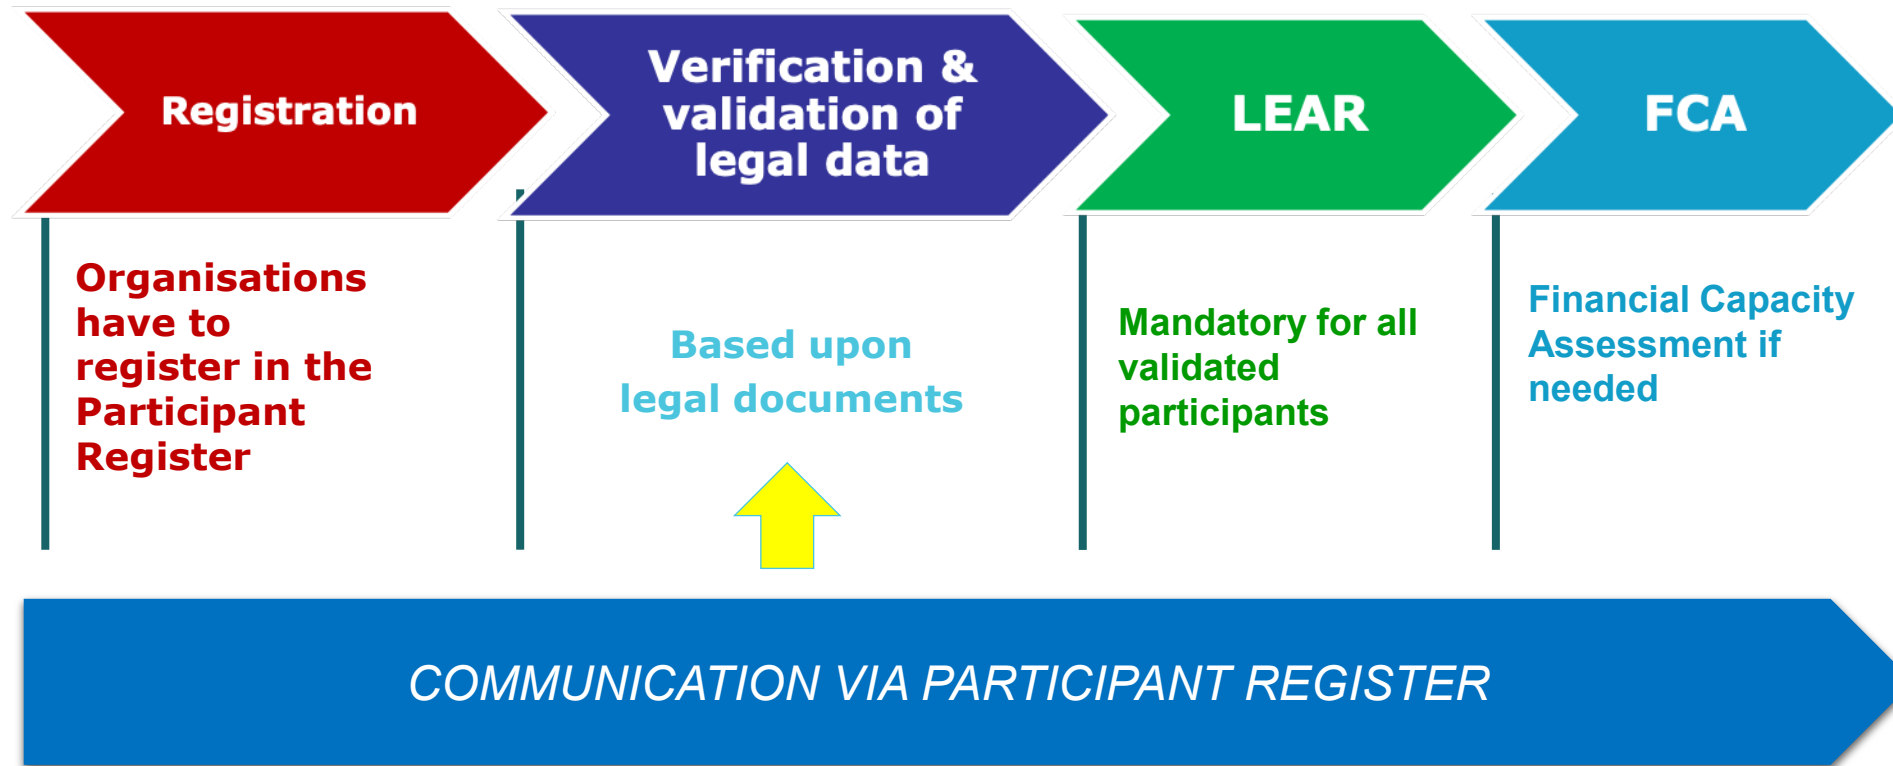 Registration
Verification &
validation of
legal data
LEAR
FCA
Organisations
have to
register in the
Participant
Register
Based upon
legal documents
Mandatory for all
validated
participants
Financial Capacity
Assessment if
needed
COMMUNICATION VIA PARTICIPANT REGISTER